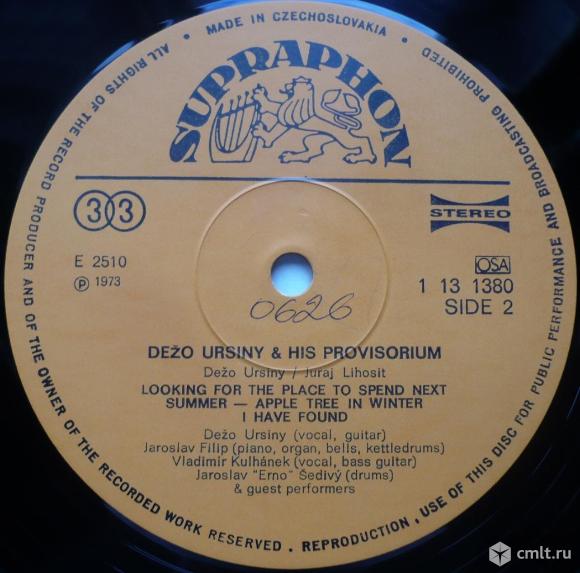 ALL RIGHTS OF THE RECORD PRODUCER AND OF THE OWNER OF THE RECORDED WORK RESERVED . REPRODUCTION, USE OF THIS DISC FOR PUBLIC PERFORMANCE AND BROADCASTING PROHIBITED
• MADE IN CZECHOSLOVAKIA •
SUPRAPHON
33
STEREO
E 2510
Ⓟ 1973
OSA
1 13 1380
SIDE 2
0626
DEŽO URSINY & HIS PROVISORIUM
Dežo Ursiny / Juraj Lihosit
LOOKING FOR THE PLACE TO SPEND NEXT
SUMMER — APPLE TREE IN WINTER
I HAVE FOUND
Dežo Ursiny (vocal, guitar)
Jaroslav Filip (piano, organ, bells, kettledrums)
Vladimír Kulhánek (vocal, bass guitar)
Jaroslav "Erno" Šedivý (drums)
& guest performers
cmlt.ru